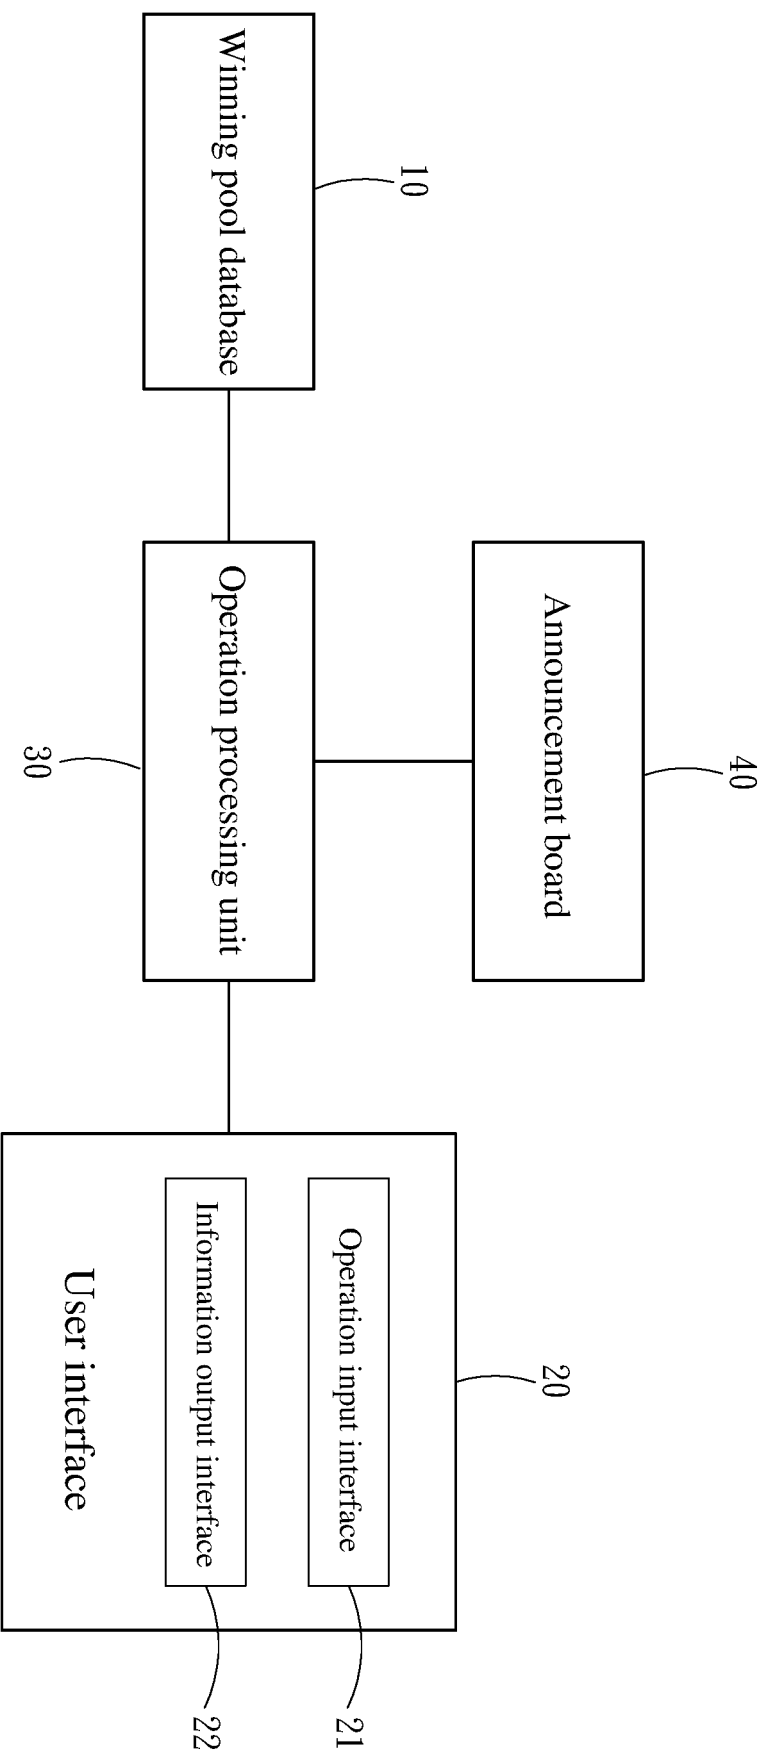 40
Announcement board
10
Winning pool database
Operation processing unit
30
20
Operation input interface
21
Information output interface
22
User interface